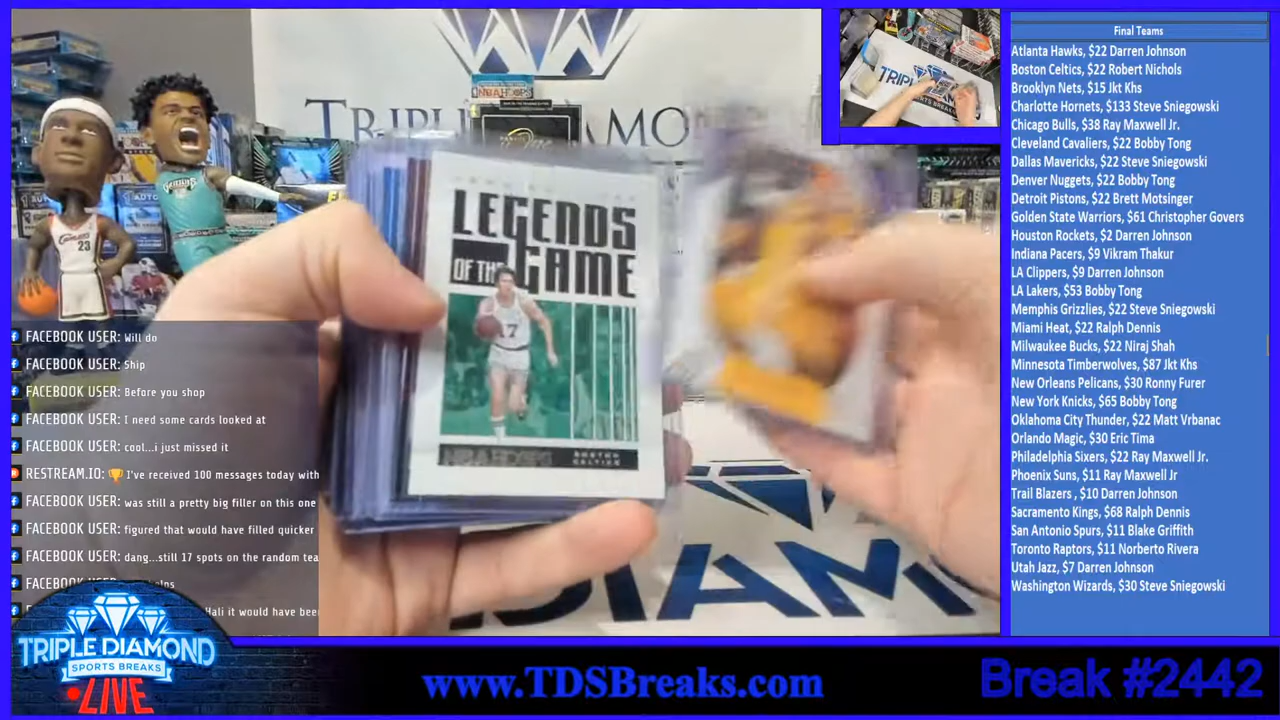 TRIPLE DIAMOND
NBA HOOPS
LEGENDS
OF THE GAME
17
NBA HOOPS
BOSTON
CELTICS
23
DIAM
FACEBOOK USER: Will do
FACEBOOK USER: Ship
FACEBOOK USER: Before you shop
FACEBOOK USER: I need some cards looked at
FACEBOOK USER: cool...i just missed it
RESTREAM.IO: 🏆 I've received 100 messages today with
FACEBOOK USER: was still a pretty big filler on this one
FACEBOOK USER: figured that would have filled quicker
FACEBOOK USER: dang...still 17 spots on the random tea
FACEBOOK
Hali it would have been
TRIPLE DIAMOND
SPORTS BREAKS
LIVE
www.TDSBreaks.com
Break #2442
Final Teams
Atlanta Hawks, $22 Darren Johnson
Boston Celtics, $22 Robert Nichols
Brooklyn Nets, $15 Jkt Khs
Charlotte Hornets, $133 Steve Sniegowski
Chicago Bulls, $38 Ray Maxwell Jr.
Cleveland Cavaliers, $22 Bobby Tong
Dallas Mavericks, $22 Steve Sniegowski
Denver Nuggets, $22 Bobby Tong
Detroit Pistons, $22 Brett Motsinger
Golden State Warriors, $61 Christopher Govers
Houston Rockets, $2 Darren Johnson
Indiana Pacers, $9 Vikram Thakur
LA Clippers, $9 Darren Johnson
LA Lakers, $53 Bobby Tong
Memphis Grizzlies, $22 Steve Sniegowski
Miami Heat, $22 Ralph Dennis
Milwaukee Bucks, $22 Niraj Shah
Minnesota Timberwolves, $87 Jkt Khs
New Orleans Pelicans, $30 Ronny Furer
New York Knicks, $65 Bobby Tong
Oklahoma City Thunder, $22 Matt Vrbanac
Orlando Magic, $30 Eric Tima
Philadelphia Sixers, $22 Ray Maxwell Jr.
Phoenix Suns, $11 Ray Maxwell Jr
Trail Blazers , $10 Darren Johnson
Sacramento Kings, $68 Ralph Dennis
San Antonio Spurs, $11 Blake Griffith
Toronto Raptors, $11 Norberto Rivera
Utah Jazz, $7 Darren Johnson
Washington Wizards, $30 Steve Sniegowski